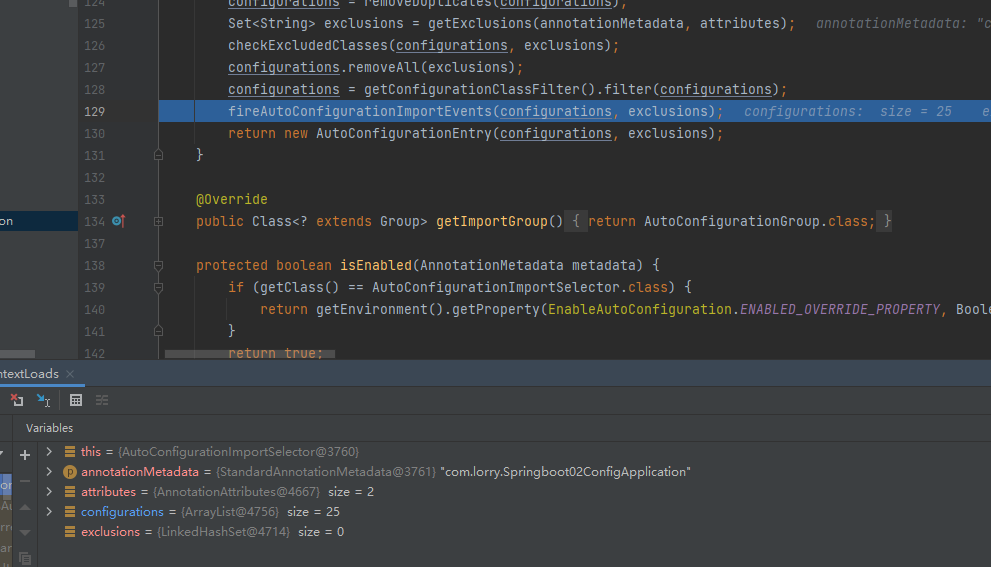 124 configurations = removeDuplicates(configurations);
125 Set<String> exclusions = getExclusions(annotationMetadata, attributes); annotationMetadata: "c
126 checkExcludedClasses(configurations, exclusions);
127 configurations.removeAll(exclusions);
128 configurations = getConfigurationClassFilter().filter(configurations);
129 fireAutoConfigurationImportEvents(configurations, exclusions); configurations: size = 25 e
130 return new AutoConfigurationEntry(configurations, exclusions);
131 }
132
133 @Override
on
134 public Class<? extends Group> getImportGroup() { return AutoConfigurationGroup.class; }
137
138 protected boolean isEnabled(AnnotationMetadata metadata) {
139 if (getClass() == AutoConfigurationImportSelector.class) {
140 return getEnvironment().getProperty(EnableAutoConfiguration.ENABLED_OVERRIDE_PROPERTY, Boole
141 }
142 return true;
ntextLoads ×
Variables
this = {AutoConfigurationImportSelector@3760}
p annotationMetadata = {StandardAnnotationMetadata@3761} "com.lorry.Springboot02ConfigApplication"
attributes = {AnnotationAttributes@4667} size = 2
configurations = {ArrayList@4756} size = 25
exclusions = {LinkedHashSet@4714} size = 0